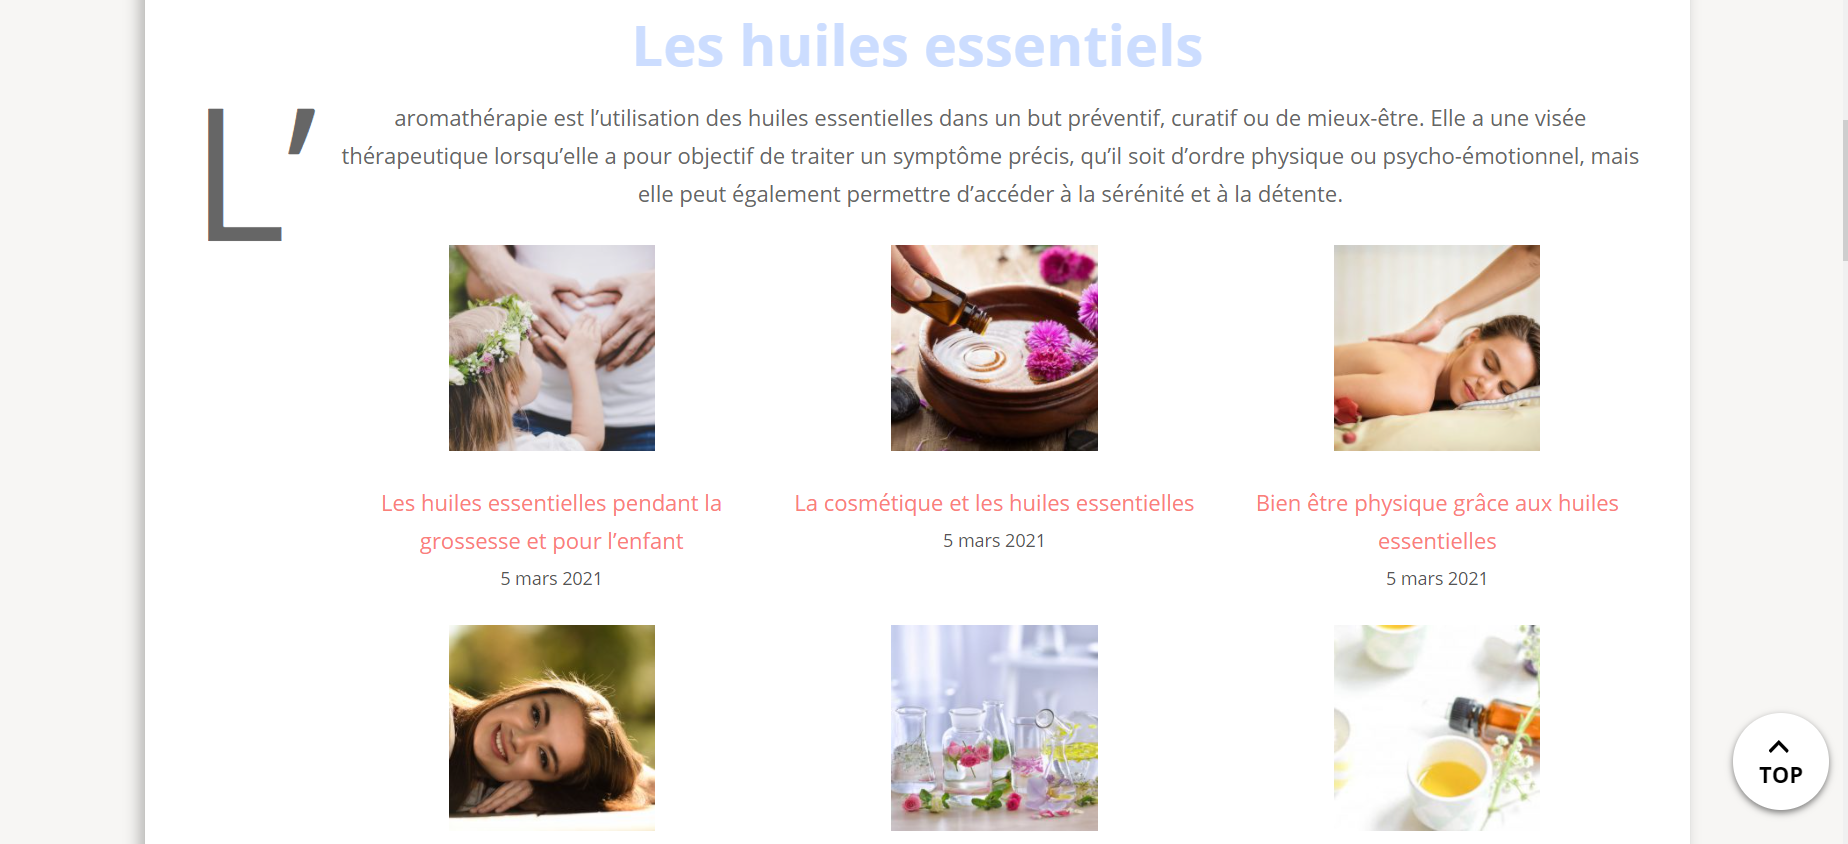 Les huiles essentiels
L’aromathérapie est l’utilisation des huiles essentielles dans un but préventif, curatif ou de mieux-être. Elle a une visée
thérapeutique lorsqu’elle a pour objectif de traiter un symptôme précis, qu’il soit d’ordre physique ou psycho-émotionnel, mais
elle peut également permettre d’accéder à la sérénité et à la détente.
Les huiles essentielles pendant la
grossesse et pour l’enfant
5 mars 2021
La cosmétique et les huiles essentielles
5 mars 2021
Bien être physique grâce aux huiles
essentielles
5 mars 2021
TOP